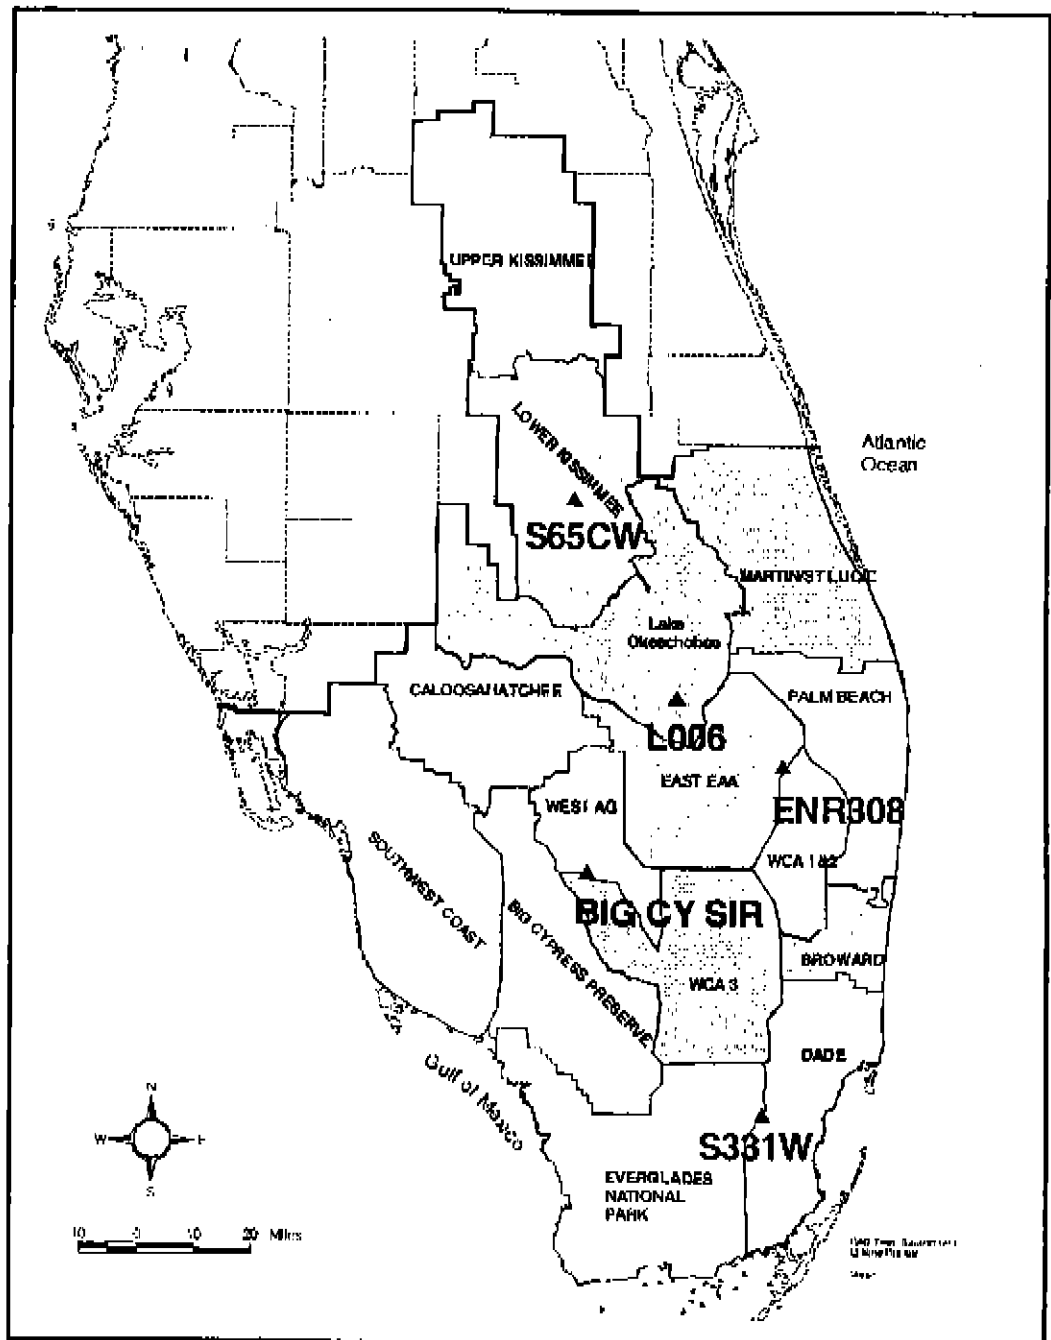 UPPER KISSIMMEE
LOWER KISSIMMEE
Atlantic
Ocean
S65CW
MARTIN/ST LUCIE
Lake
Okeechobee
CALOOSAHATCHEE
PALM BEACH
L006
EAST EAA
WEST AG
ENR308
WCA 1&2
SOUTHWEST COAST
BIG CY SIR
BIG CYPRESS PRESERVE
BROWARD
WCA 3
DADE
Gulf of Mexico
N
W
E
S
S331W
EVERGLADES
NATIONAL
PARK
10 0 10 20 Miles